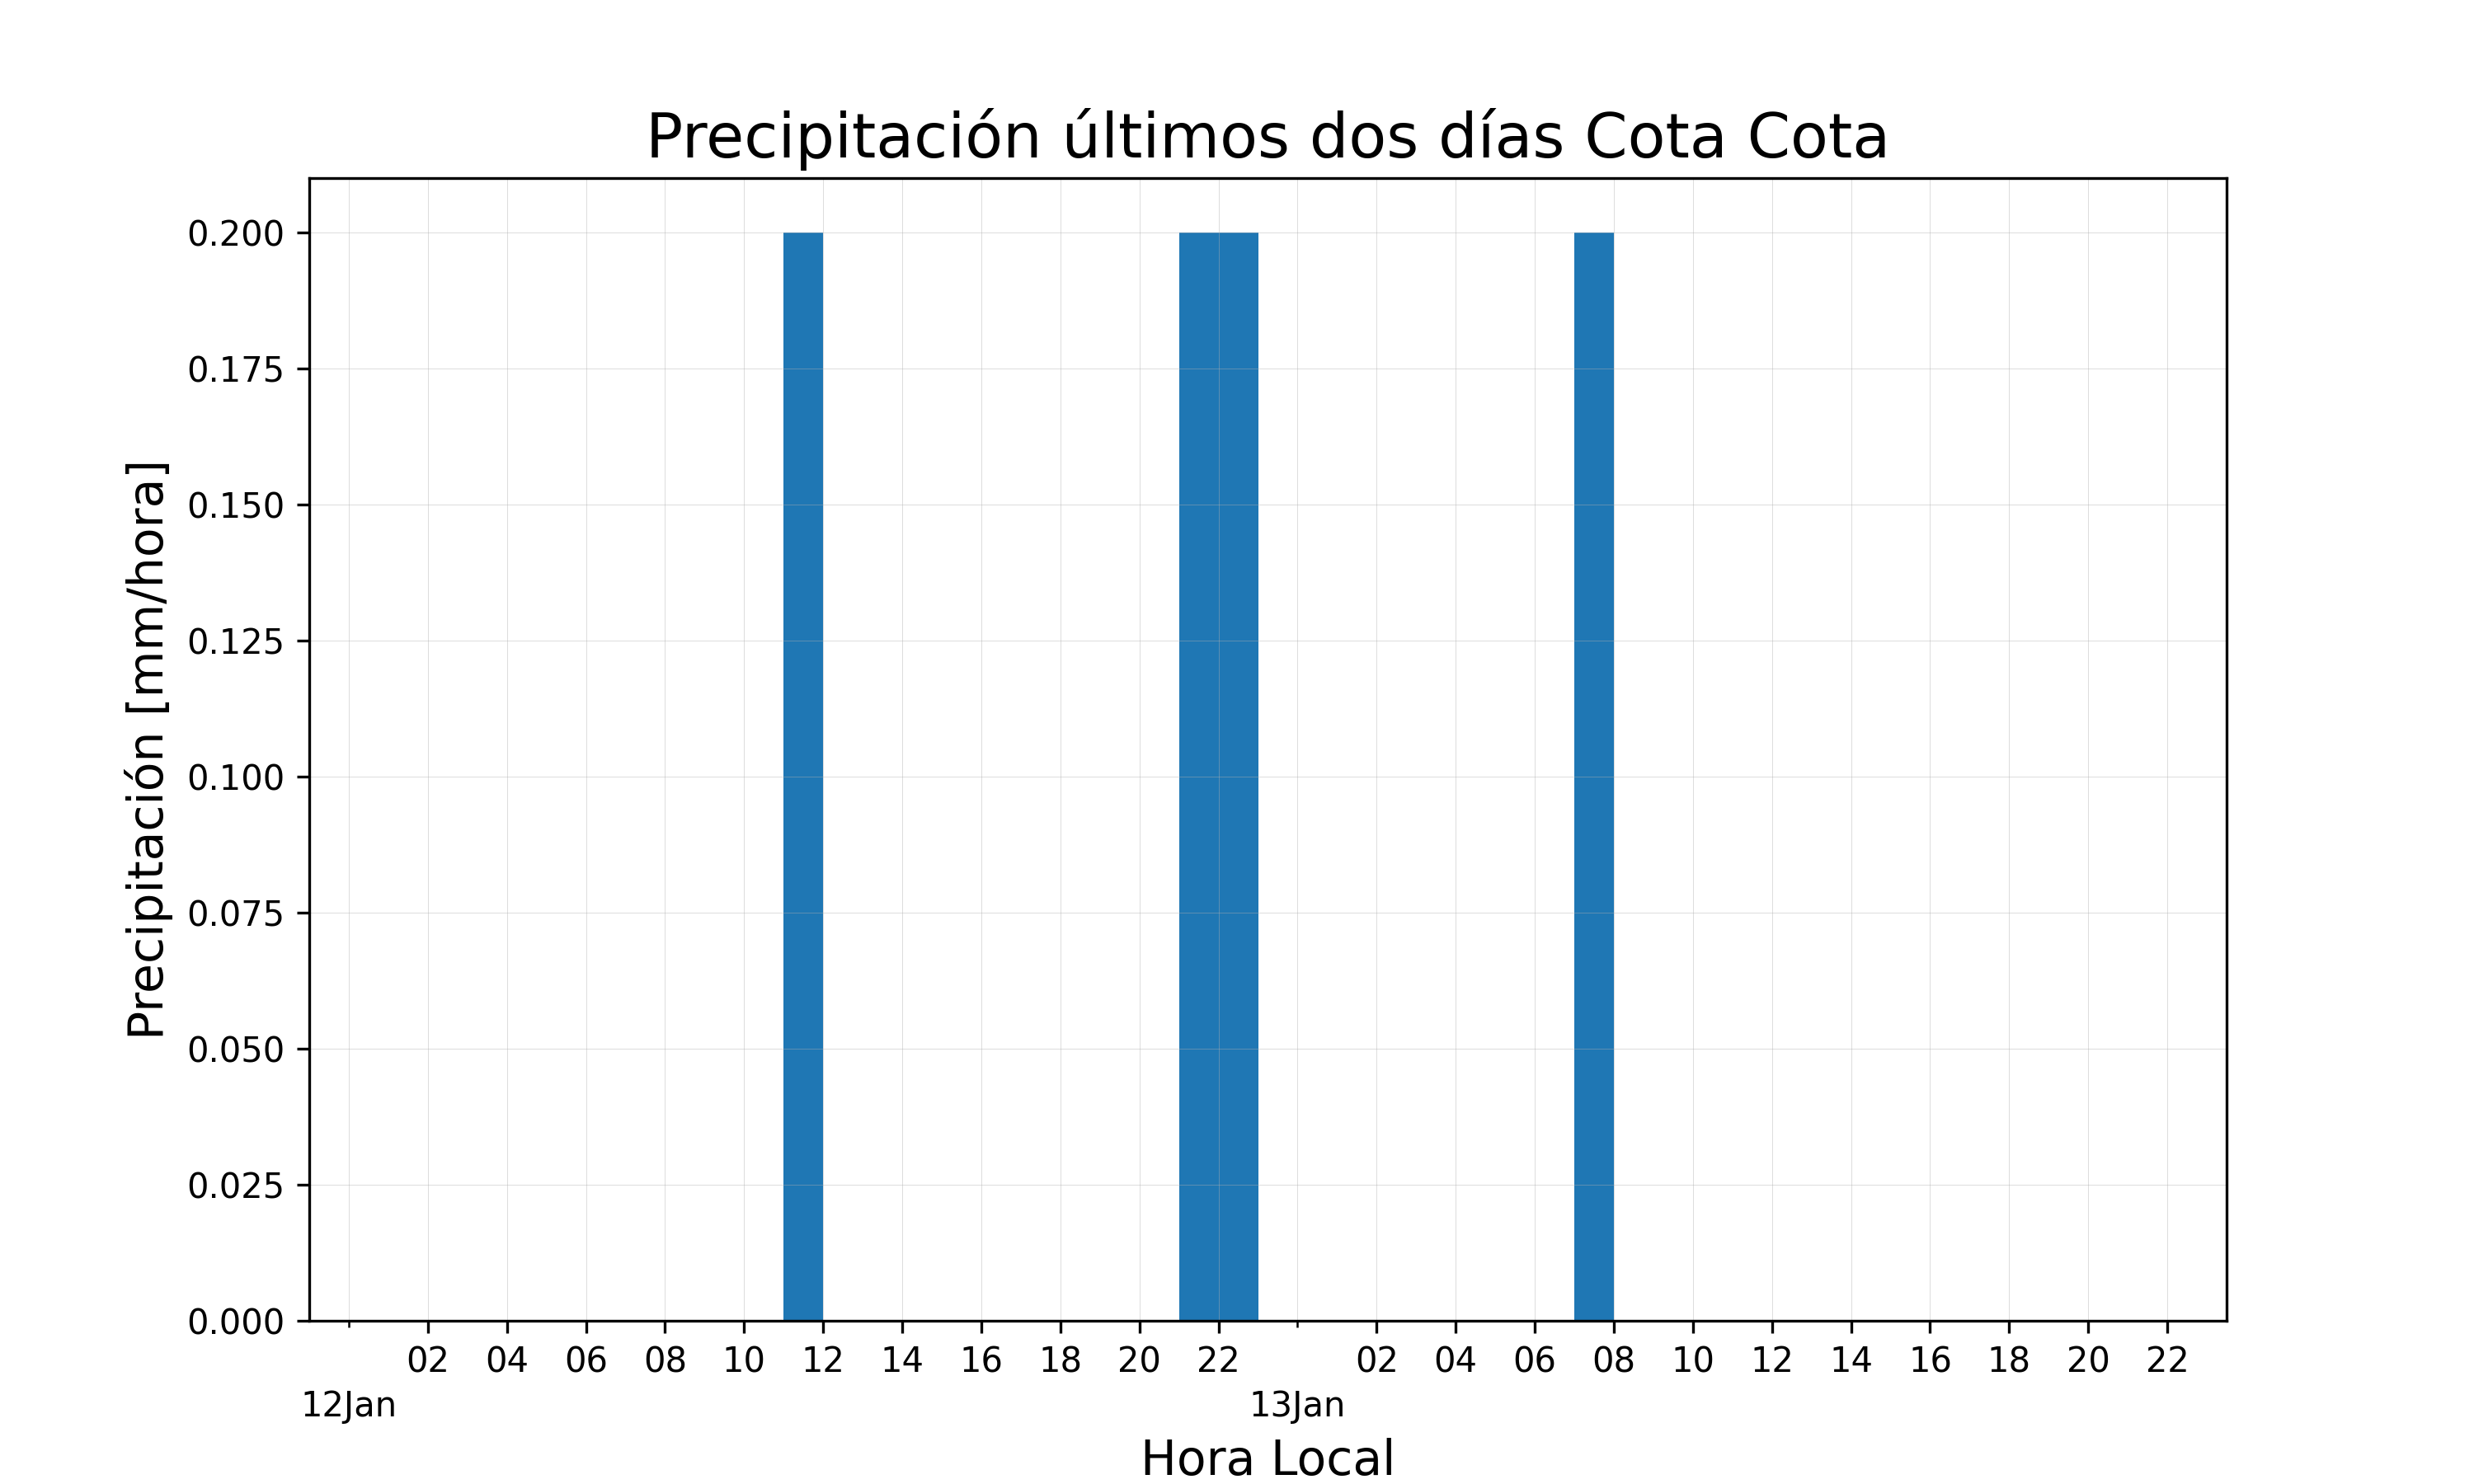 Precipitación últimos dos días Cota Cota
Precipitación [mm/hora]
0.200
0.175
0.150
0.125
0.100
0.075
0.050
0.025
0.000
02 04 06 08 10 12 14 16 18 20 22 02 04 06 08 10 12 14 16 18 20 22
12Jan 13Jan
Hora Local